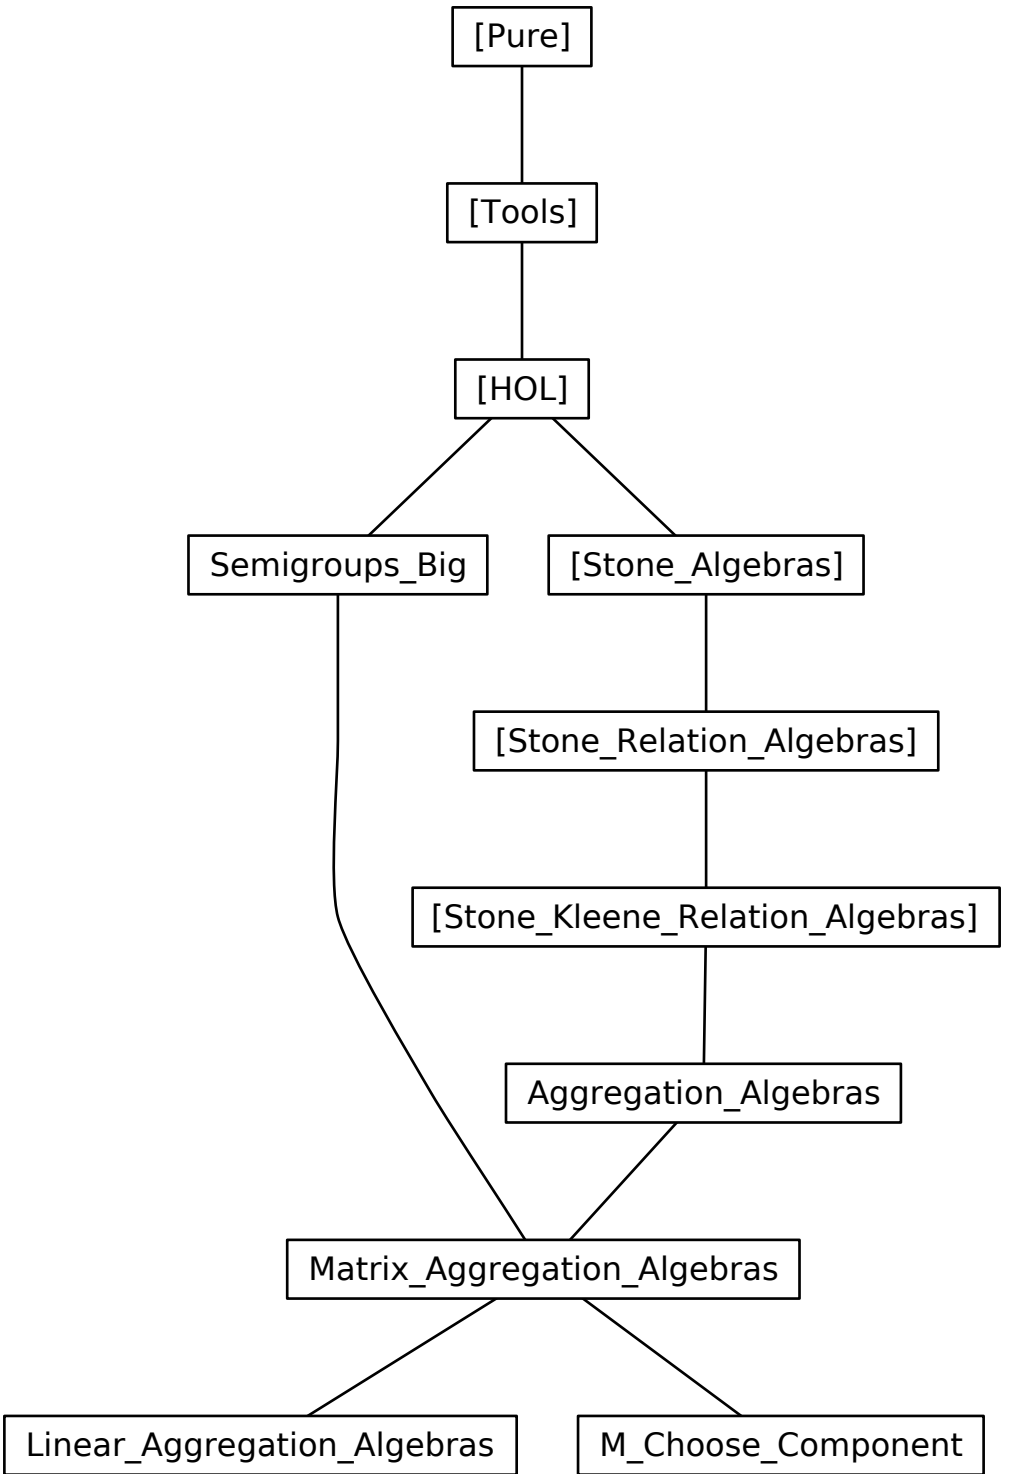 [Pure]
[Tools]
[HOL]
Semigroups_Big
[Stone_Algebras]
[Stone_Relation_Algebras]
[Stone_Kleene_Relation_Algebras]
Aggregation_Algebras
Matrix_Aggregation_Algebras
Linear_Aggregation_Algebras
M_Choose_Component